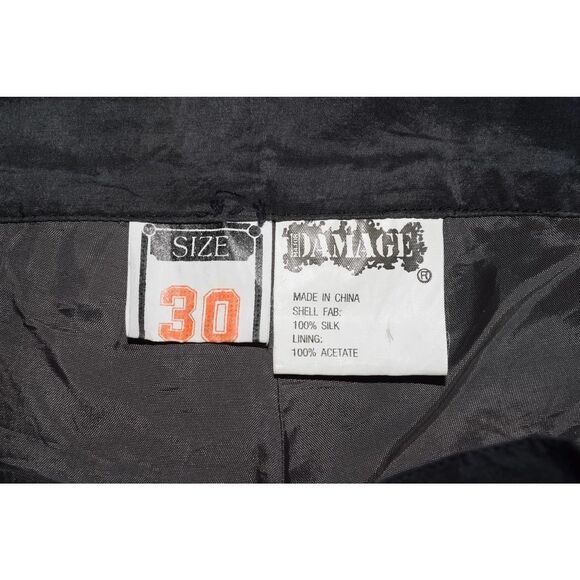 SIZE
30
DAMAGE
®
MADE IN CHINA
SHELL FAB:
100% SILK
LINING:
100% ACETATE